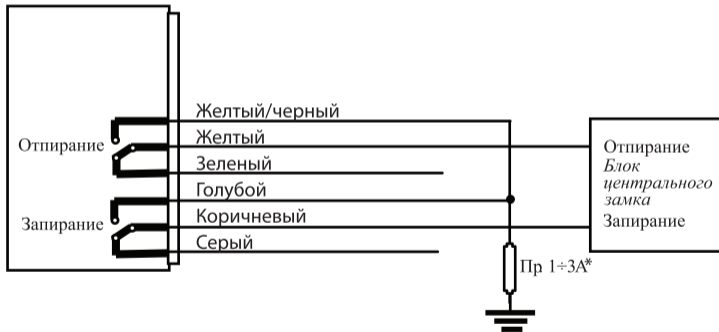 Желтый/черный
Отпирание
Желтый
Зеленый
Голубой
Запирание
Коричневый
Серый
Отпирание
Блок
центрального
замка
Запирание
Пр 1÷3А*